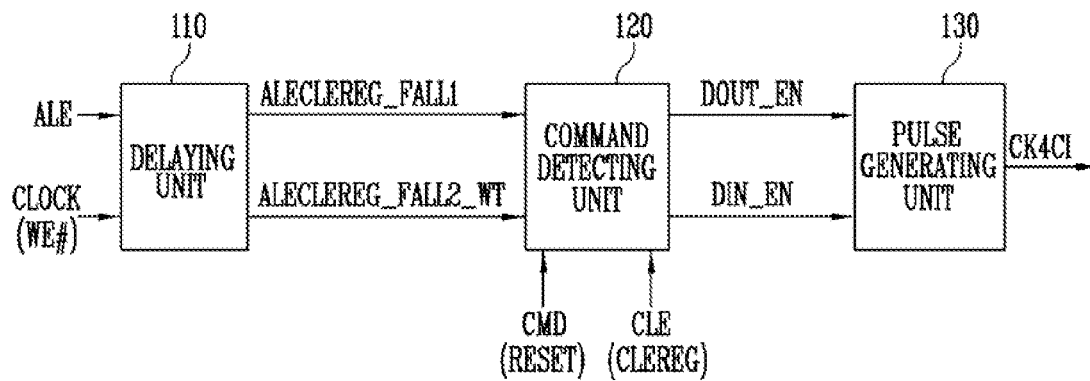 110
120
130
ALE
CLOCK
(WE#)
DELAYING
UNIT
ALECLEREG_FALL1
ALECLEREG_FALL2_WT
COMMAND
DETECTING
UNIT
DOUT_EN
DIN_EN
PULSE
GENERATING
UNIT
CK4CI
CMD
(RESET)
CLE
(CLEREG)